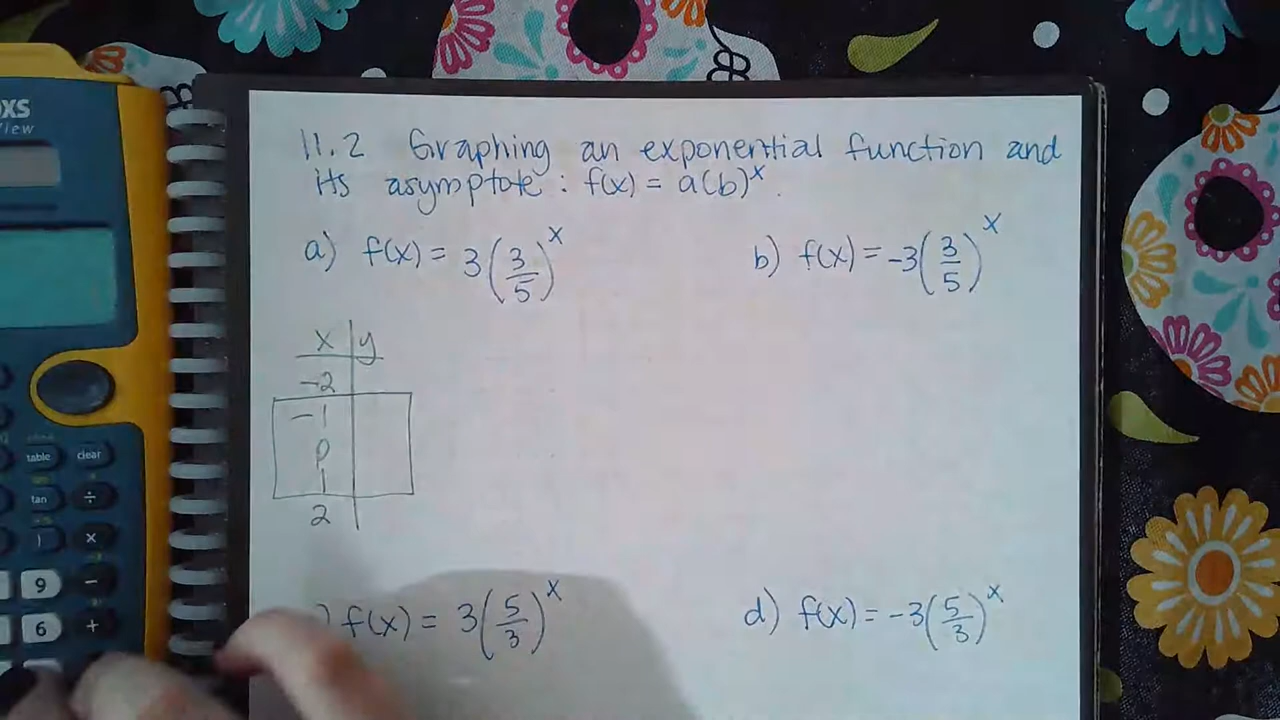 11.2 Graphing an exponential function and
its asymptote : f(x) = a(b)^x.
a) f(x) = 3(3/5)^x
b) f(x) = -3(3/5)^x
x | y
-2
-1
0
1
2
) f(x) = 3(5/3)^x
d) f(x) = -3(5/3)^x
table
clear
tan
÷
)
×
9
−
6
+